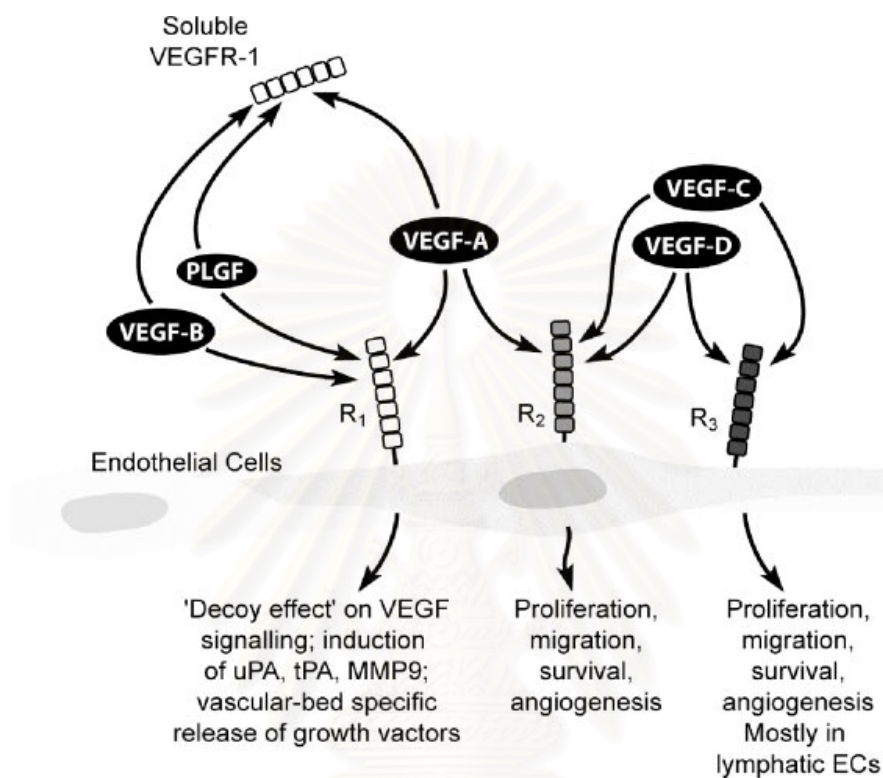 Soluble
VEGFR-1
VEGF-C
VEGF-A
VEGF-D
PLGF
VEGF-B
R1
R2
R3
Endothelial Cells
'Decoy effect' on VEGF
signalling; induction
of uPA, tPA, MMP9;
vascular-bed specific
release of growth vactors
Proliferation,
migration,
survival,
angiogenesis
Proliferation,
migration,
survival,
angiogenesis
Mostly in
lymphatic ECs